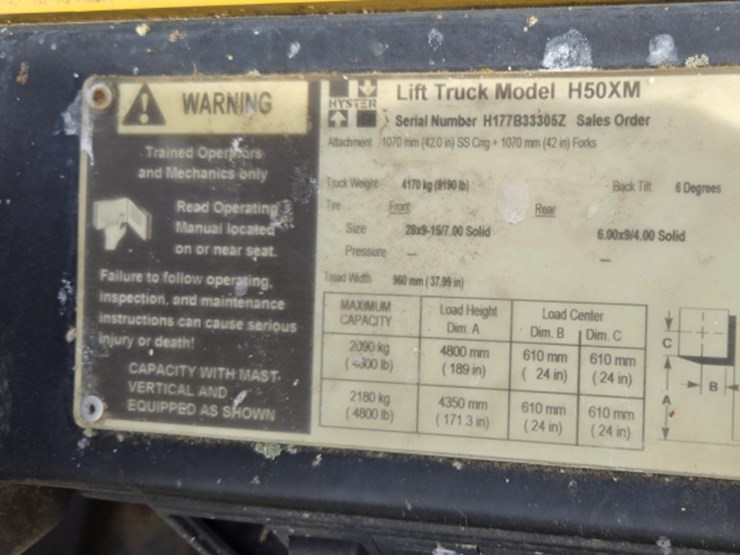 WARNING
Trained Operators
and Mechanics only
Read Operating
Manual located
on or near seat.
Failure to follow operating,
inspection, and maintenance
instructions can cause serious
injury or death!
CAPACITY WITH MAST
VERTICAL AND
EQUIPPED AS SHOWN
HYSTER
Lift Truck Model H50XM
Serial Number H177B33305Z Sales Order
Attachment 1070 mm (42.0 in) SS Crrg + 1070 mm (42 in) Forks
Truck Weight 4170 kg (9190 lb) Back Tilt 6 Degrees
Tire Front Rear
Size 28x9-15/7.00 Solid 6.00x9/4.00 Solid
Pressure — —
Tread Width 960 mm (37.99 in)
MAXIMUM CAPACITY Load Height Dim. A Load Center Dim. B Dim. C
2090 kg 4800 mm 610 mm 610 mm
(189 in) ( 24 in) (24 in)
2180 kg 4350 mm 610 mm 610 mm
(4800 lb) (171.3 in) (24 in) (24 in)
C
B
A